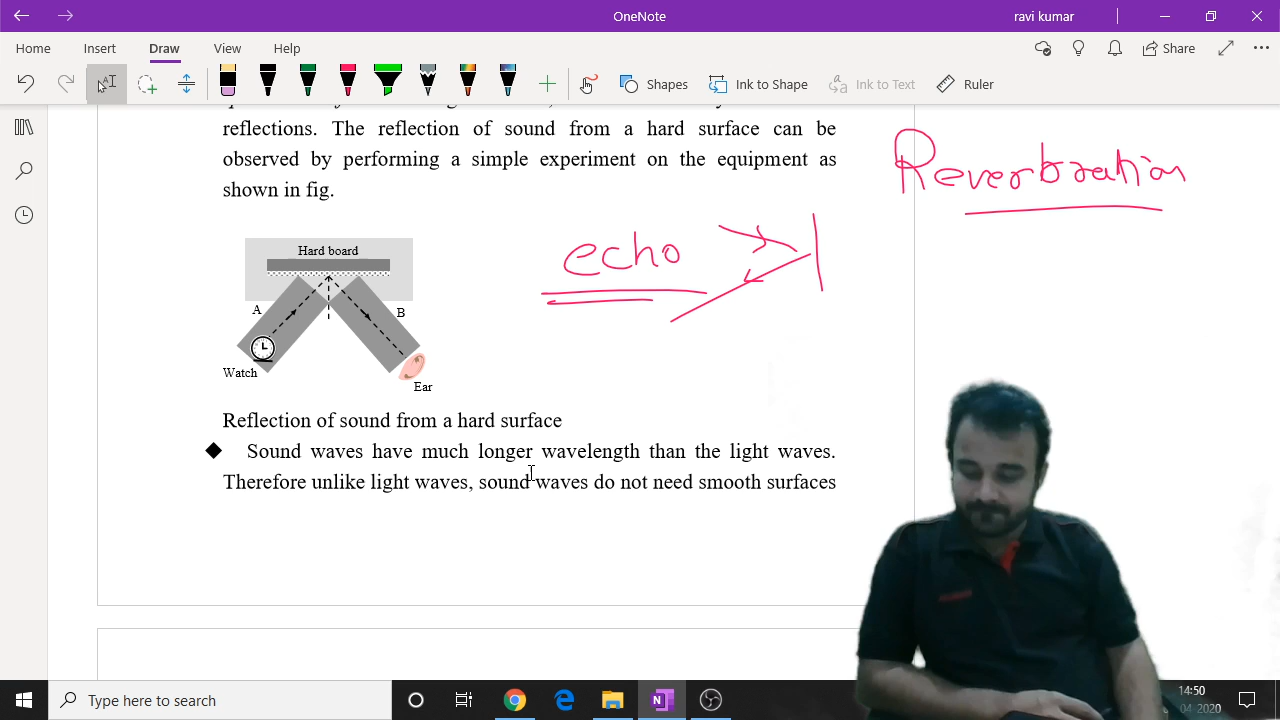 OneNote
ravi kumar
Home Insert Draw View Help
Share
Shapes
Ink to Shape
Ink to Text
Ruler
reflections. The reflection of sound from a hard surface can be
observed by performing a simple experiment on the equipment as
shown in fig.
Reverbration
echo
Hard board
A
B
Watch
Ear
Reflection of sound from a hard surface
Sound waves have much longer wavelength than the light waves.
Therefore unlike light waves, sound waves do not need smooth surfaces
Type here to search
14:50
04-2020